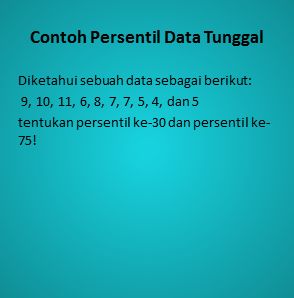 Contoh Persentil Data Tunggal
Diketahui sebuah data sebagai berikut:
9, 10, 11, 6, 8, 7, 7, 5, 4, dan 5
tentukan persentil ke-30 dan persentil ke-
75!